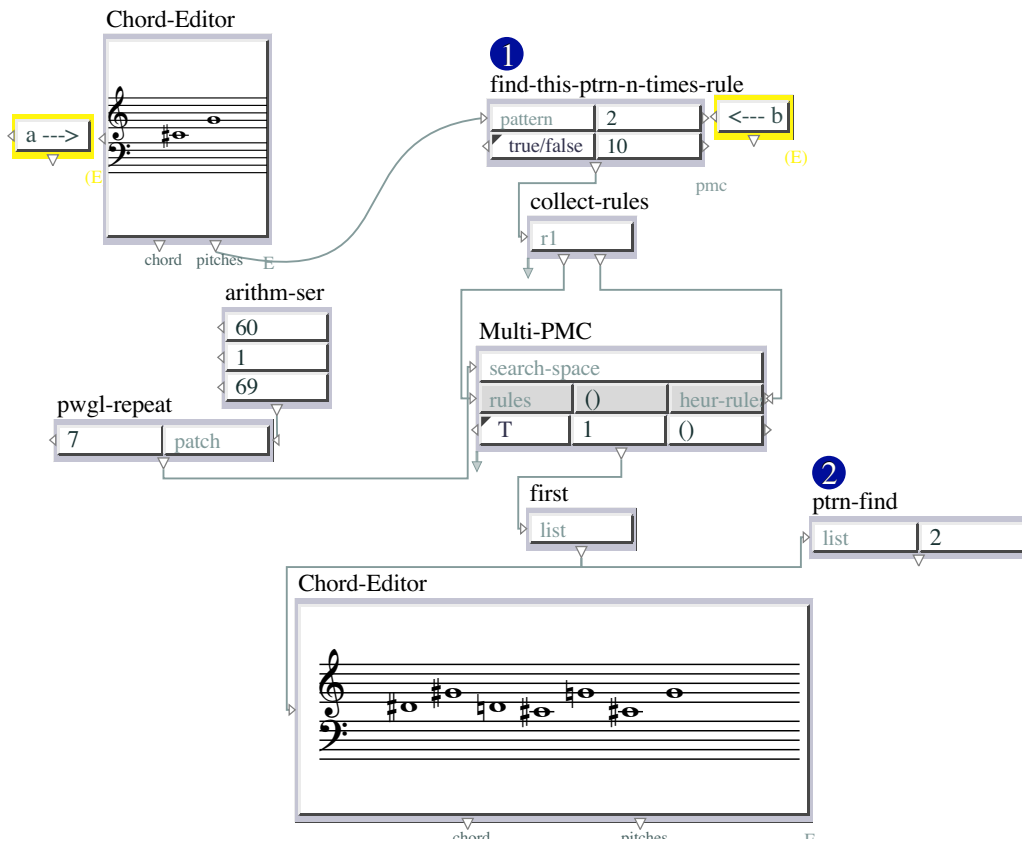 Chord-Editor
a --->
(E
chord
pitches
E
1
find-this-ptrn-n-times-rule
pattern
2
true/false
10
<--- b
(E)
pmc
collect-rules
r1
arithm-ser
60
1
69
pwgl-repeat
7
patch
Multi-PMC
search-space
rules
()
heur-rule
T
1
()
first
list
2
ptrn-find
list
2
Chord-Editor
chord
pitches
E